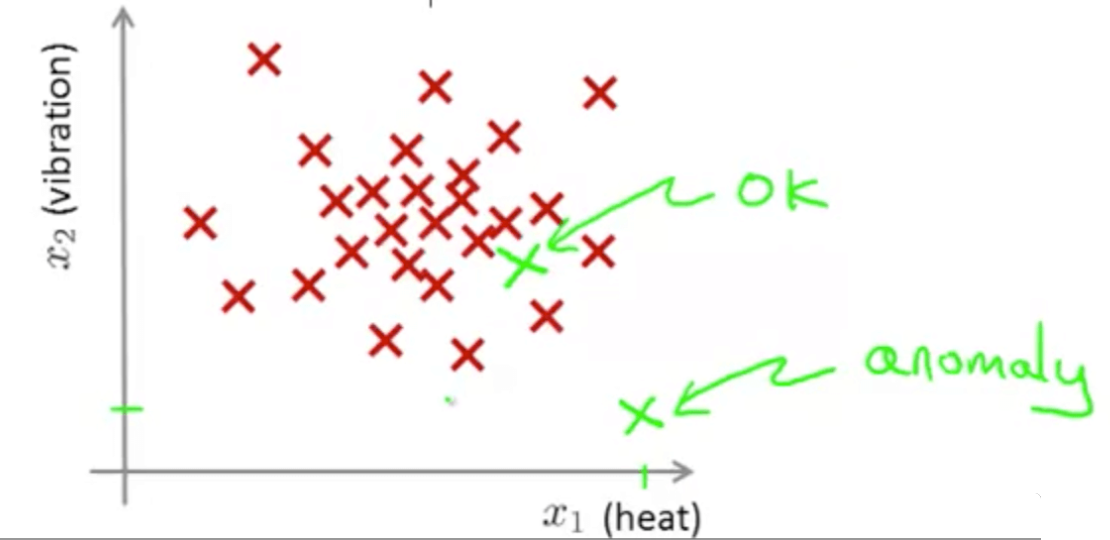 x₂ (vibration)
OK
anomaly
x₁ (heat)